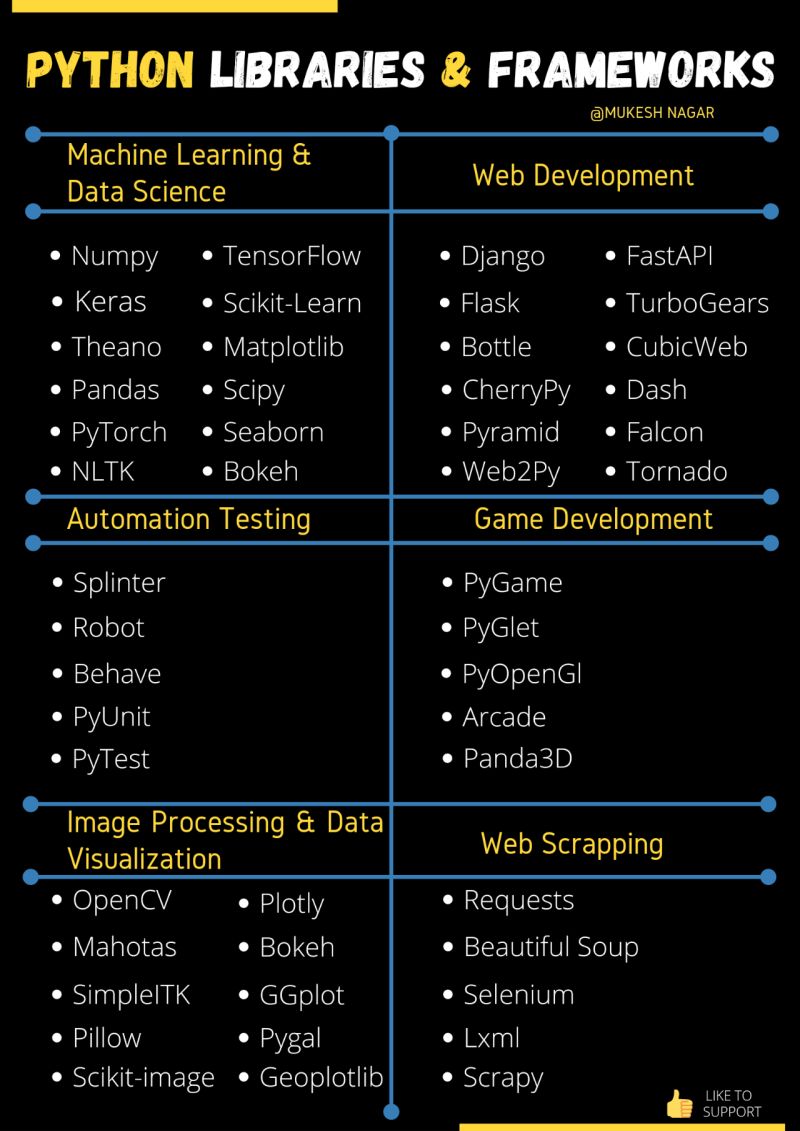 PYTHON LIBRARIES & FRAMEWORKS
@MUKESH NAGAR
Machine Learning &
Data Science
Numpy
Keras
Theano
Pandas
PyTorch
NLTK
TensorFlow
Scikit-Learn
Matplotlib
Scipy
Seaborn
Bokeh
Web Development
Django
Flask
Bottle
CherryPy
Pyramid
Web2Py
FastAPI
TurboGears
CubicWeb
Dash
Falcon
Tornado
Automation Testing
Splinter
Robot
Behave
PyUnit
PyTest
Game Development
PyGame
PyGlet
PyOpenGl
Arcade
Panda3D
Image Processing & Data
Visualization
OpenCV
Mahotas
SimpleITK
Pillow
Scikit-image
Plotly
Bokeh
GGplot
Pygal
Geoplotlib
Web Scrapping
Requests
Beautiful Soup
Selenium
Lxml
Scrapy
LIKE TO
SUPPORT